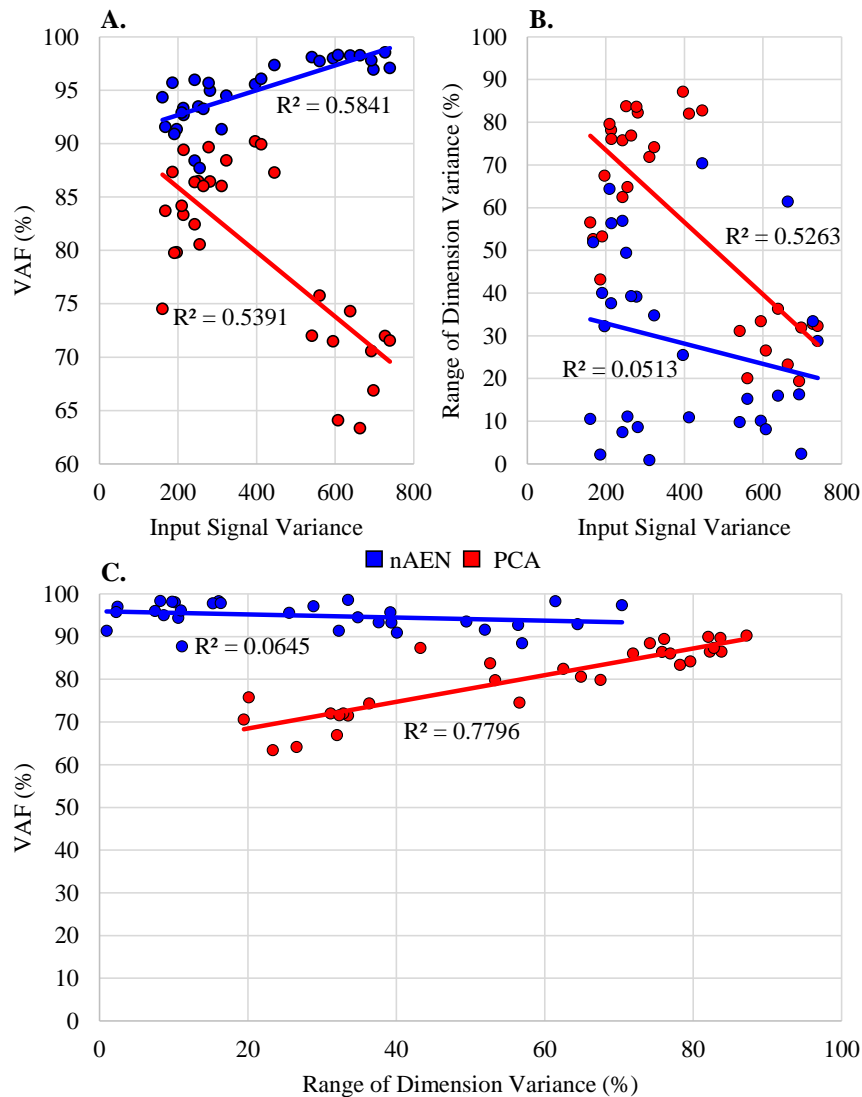 A.
B.
100
95
90
85
80
75
70
65
60
VAF (%)
R² = 0.5841
R² = 0.5391
0
200
400
600
800
Input Signal Variance
100
90
80
70
60
50
40
30
20
10
0
Range of Dimension Variance (%)
R² = 0.5263
R² = 0.0513
0
200
400
600
800
Input Signal Variance
nAEN PCA
C.
100
90
80
70
60
50
40
30
20
10
0
VAF (%)
R² = 0.0645
R² = 0.7796
0
20
40
60
80
100
Range of Dimension Variance (%)